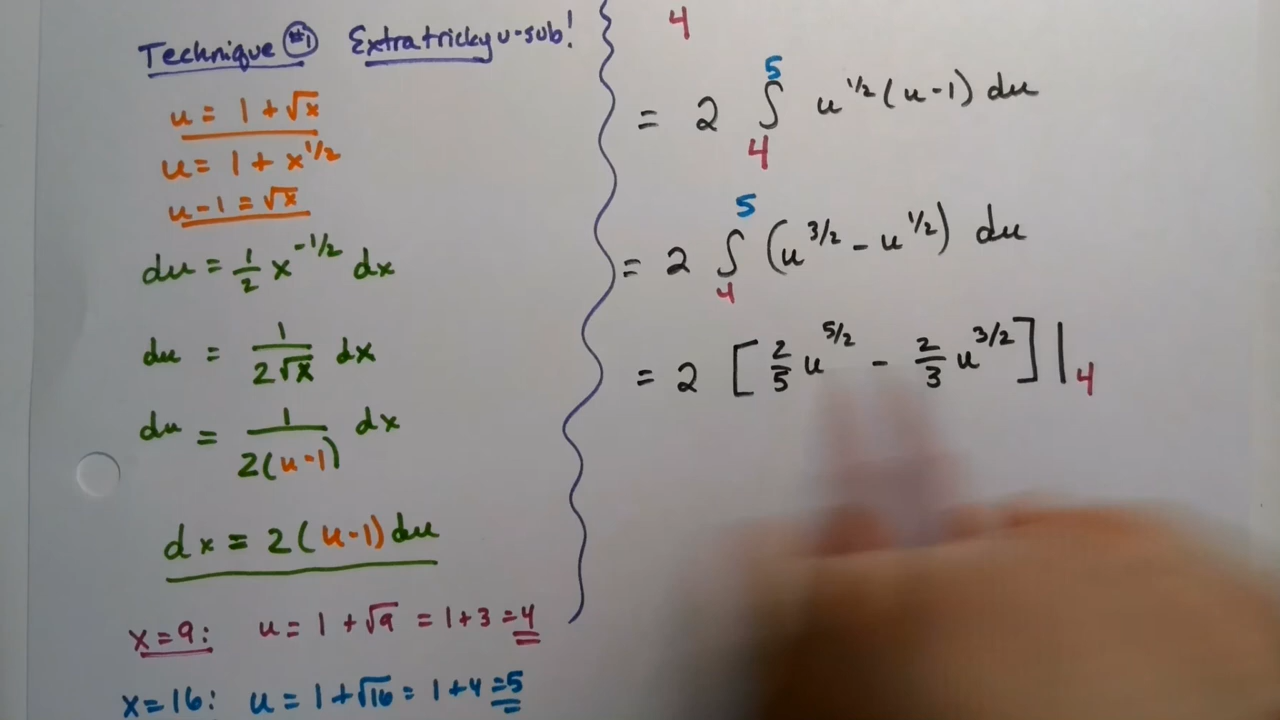 Technique #1 Extra tricky u-sub!
u = 1 + √x
u = 1 + x^1/2
u - 1 = √x
du = 1/2 x^-1/2 dx
du = 1/(2√x) dx
du = 1/(2(u-1)) dx
dx = 2(u-1) du
x=9: u = 1 + √9 = 1+3 = 4
x=16: u = 1 + √16 = 1+4 = 5
4
= 2 ∫_4^5 u^1/2 (u-1) du
= 2 ∫_4^5 (u^3/2 - u^1/2) du
= 2 [2/5 u^5/2 - 2/3 u^3/2] |_4